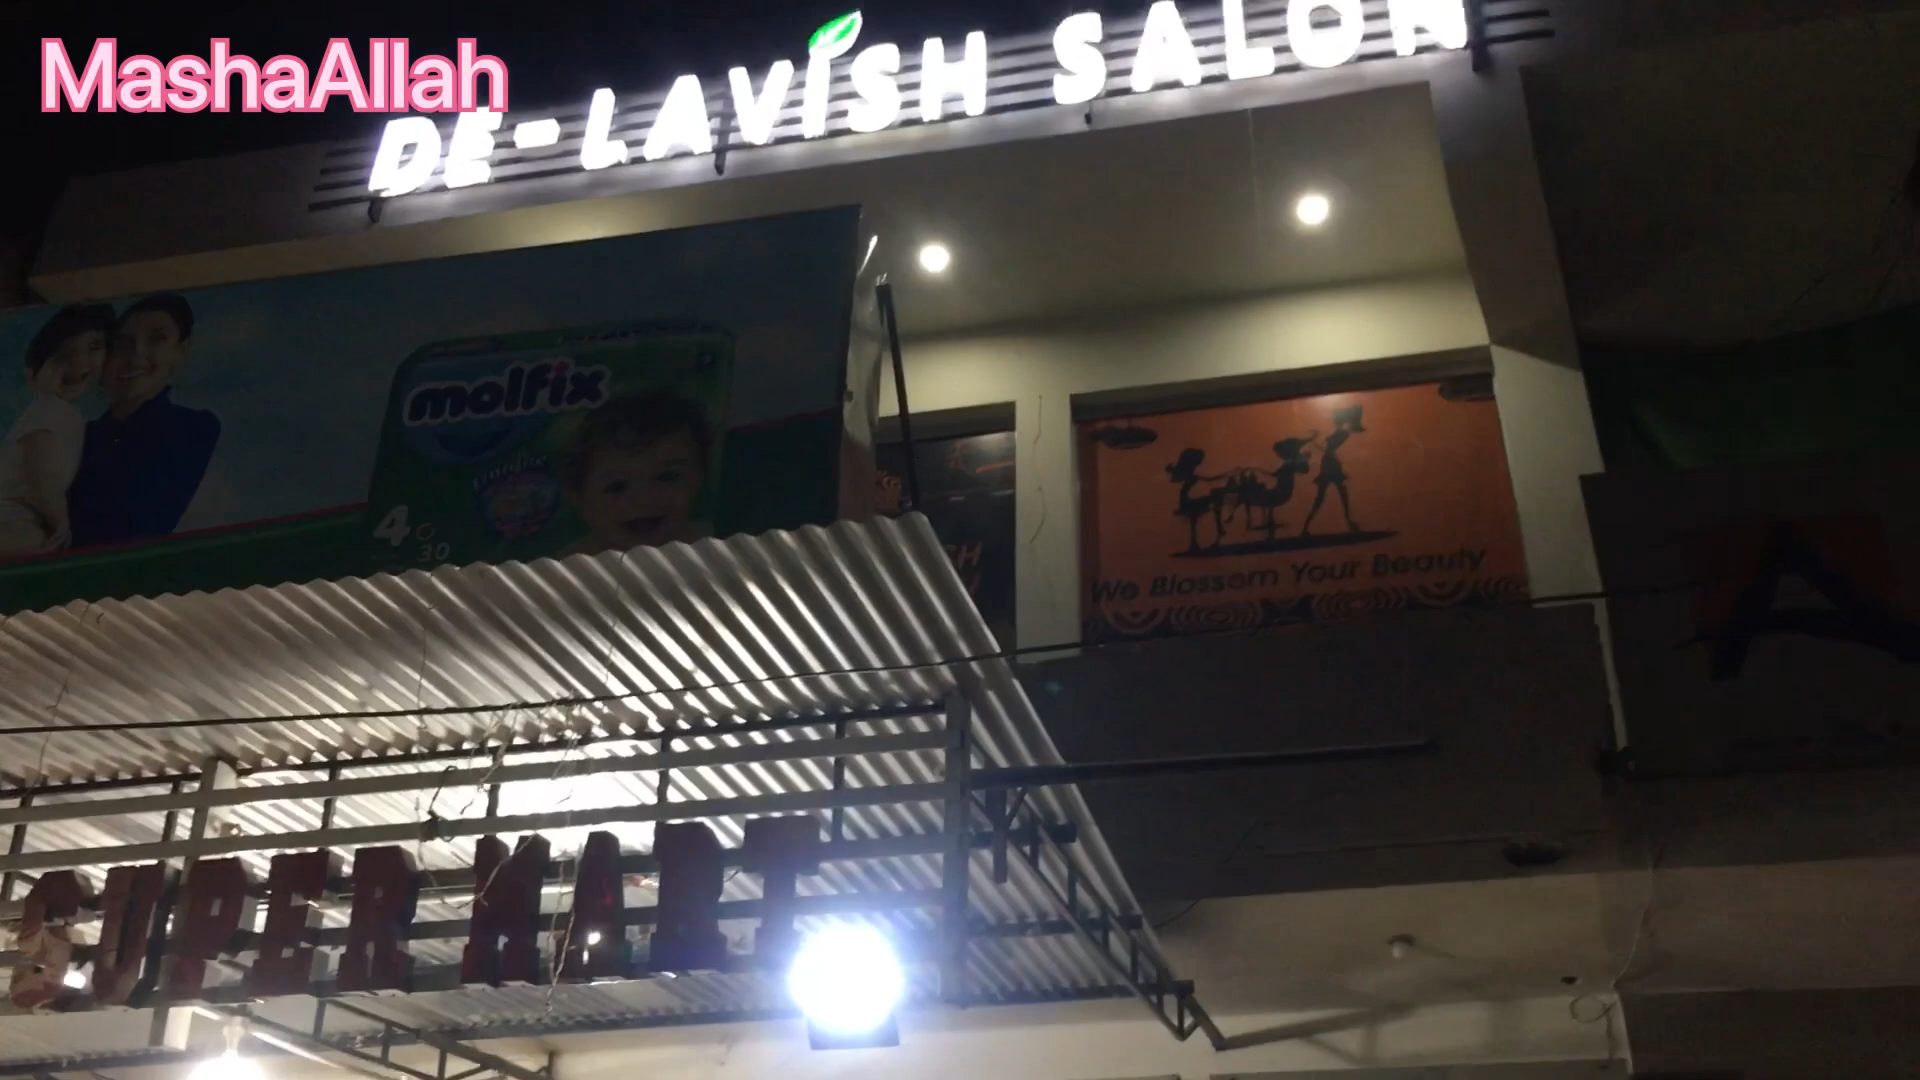 MashaAllah
DE-LAVISH SALON
molfix
4
30
We Blossom Your Beauty
SUPER MART